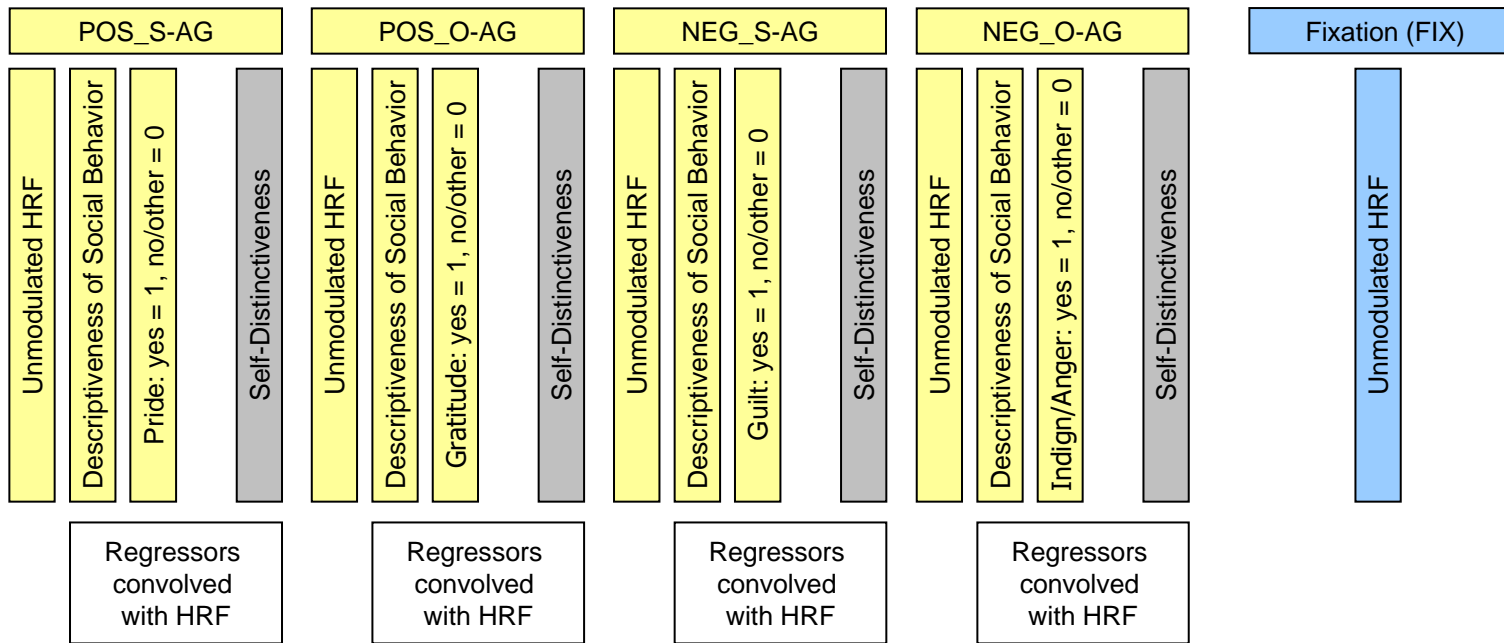 POS_S-AG
POS_O-AG
NEG_S-AG
NEG_O-AG
Fixation (FIX)
Unmodulated HRF
Descriptiveness of Social Behavior
Pride: yes = 1, no/other = 0
Self-Distinctiveness
Unmodulated HRF
Descriptiveness of Social Behavior
Gratitude: yes = 1, no/other = 0
Self-Distinctiveness
Unmodulated HRF
Descriptiveness of Social Behavior
Guilt: yes = 1, no/other = 0
Self-Distinctiveness
Unmodulated HRF
Descriptiveness of Social Behavior
Indign/Anger: yes = 1, no/other = 0
Self-Distinctiveness
Unmodulated HRF
Regressors
convolved
with HRF
Regressors
convolved
with HRF
Regressors
convolved
with HRF
Regressors
convolved
with HRF